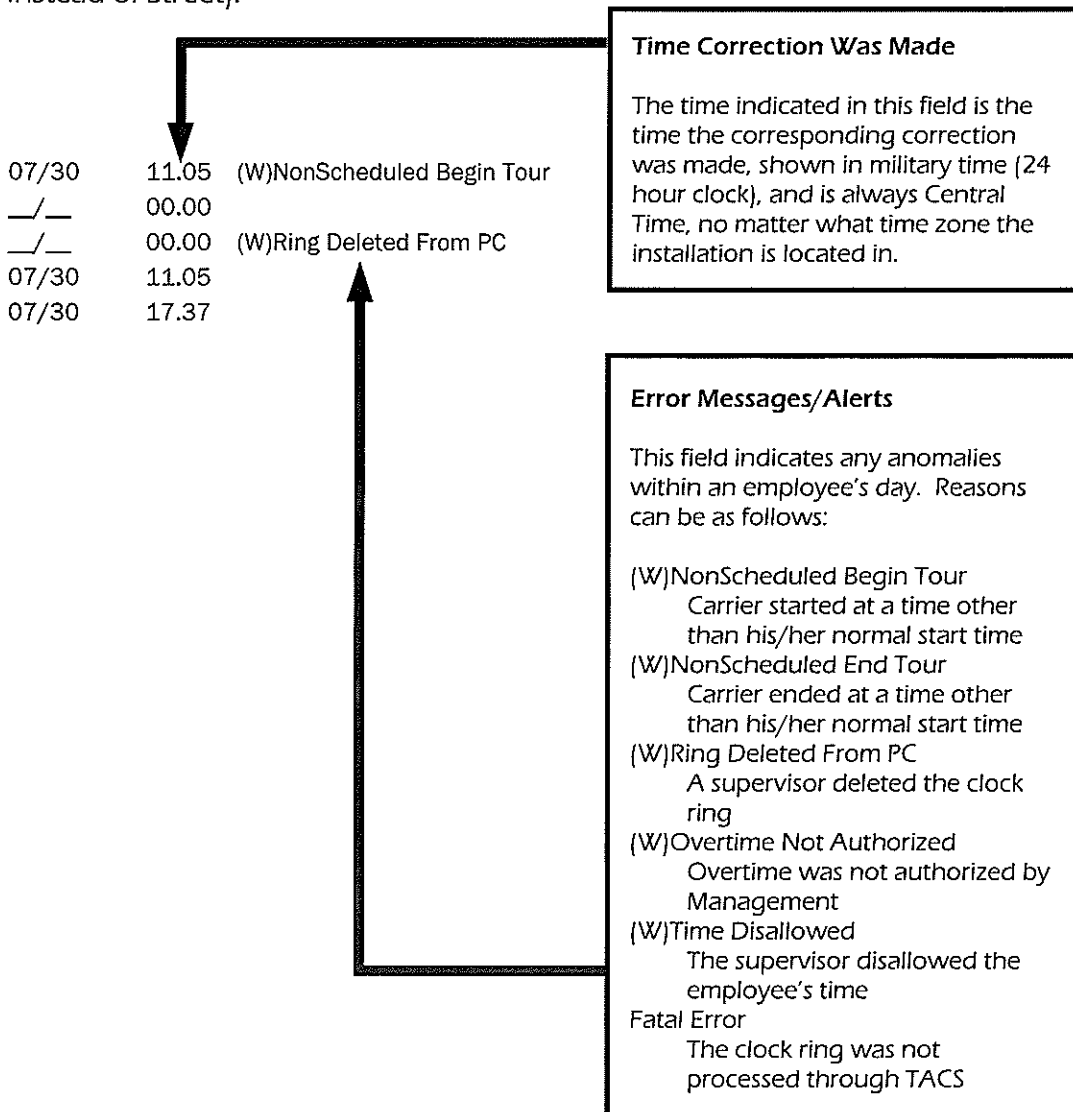 07/30 11.05 (W)NonScheduled Begin Tour
__/__ 00.00
__/__ 00.00 (W)Ring Deleted From PC
07/30 11.05
07/30 17.37
Time Correction Was Made
The time indicated in this field is the
time the corresponding correction
was made, shown in military time (24
hour clock), and is always Central
Time, no matter what time zone the
installation is located in.
Error Messages/Alerts
This field indicates any anomalies
within an employee's day. Reasons
can be as follows:
(W)NonScheduled Begin Tour
Carrier started at a time other
than his/her normal start time
(W)NonScheduled End Tour
Carrier ended at a time other
than his/her normal start time
(W)Ring Deleted From PC
A supervisor deleted the clock
ring
(W)Overtime Not Authorized
Overtime was not authorized by
Management
(W)Time Disallowed
The supervisor disallowed the
employee's time
Fatal Error
The clock ring was not
processed through TACS